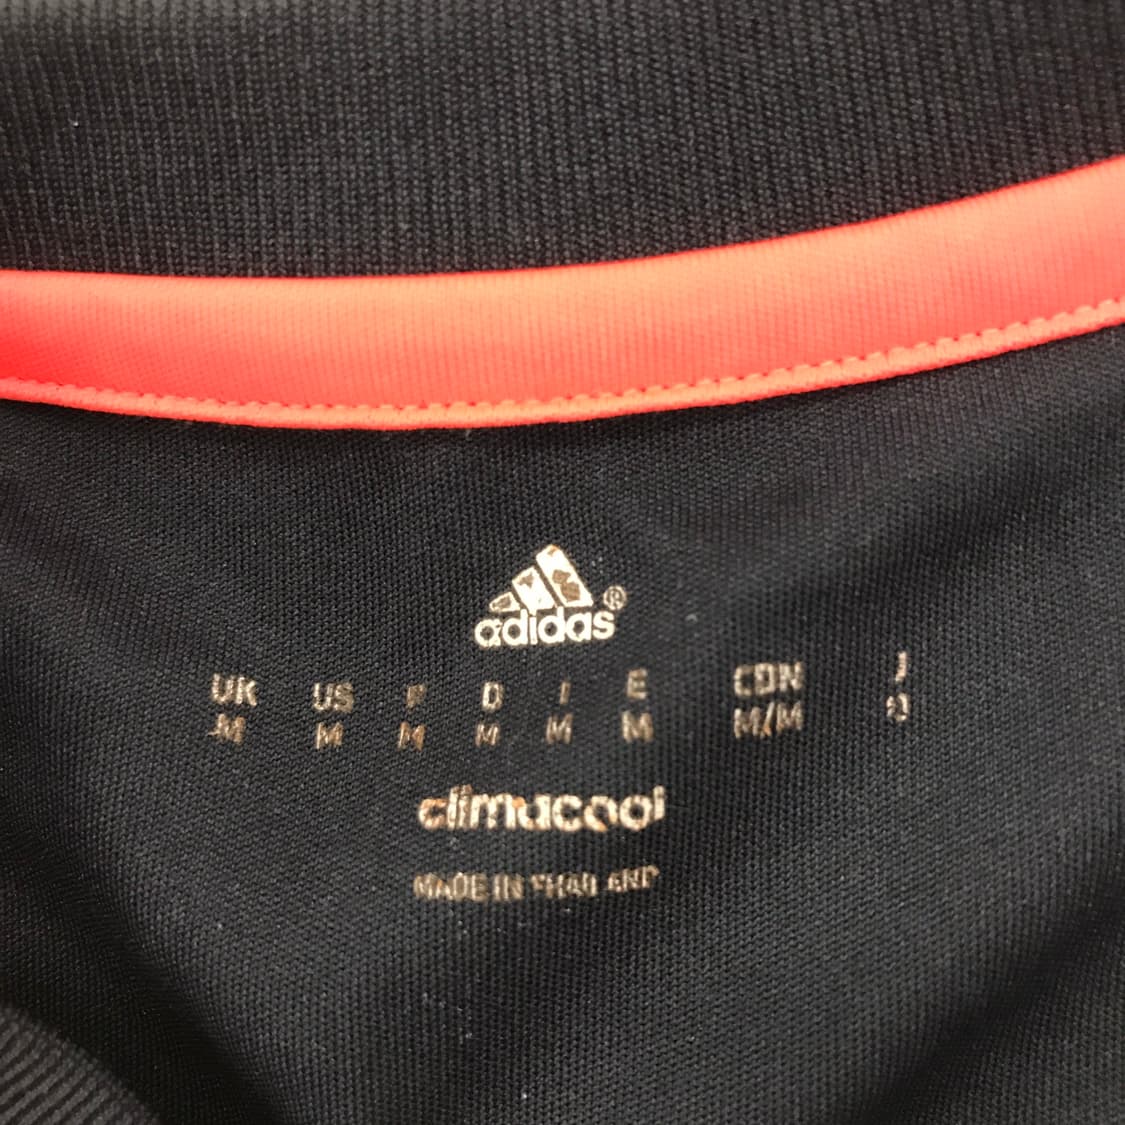 adidas®
UK US F D I E CDN J
M M M M M M M/M
climacool
MADE IN THAILAND